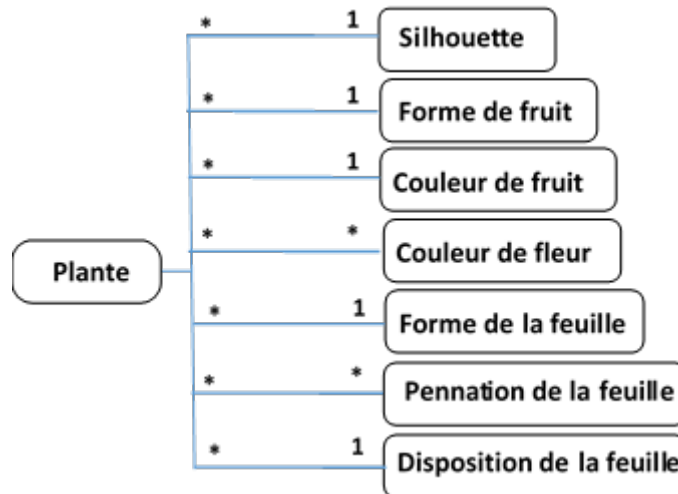 * 1 Silhouette
* 1 Forme de fruit
* 1 Couleur de fruit
* * Couleur de fleur
Plante
* 1 Forme de la feuille
* * Pennation de la feuille
* 1 Disposition de la feuille